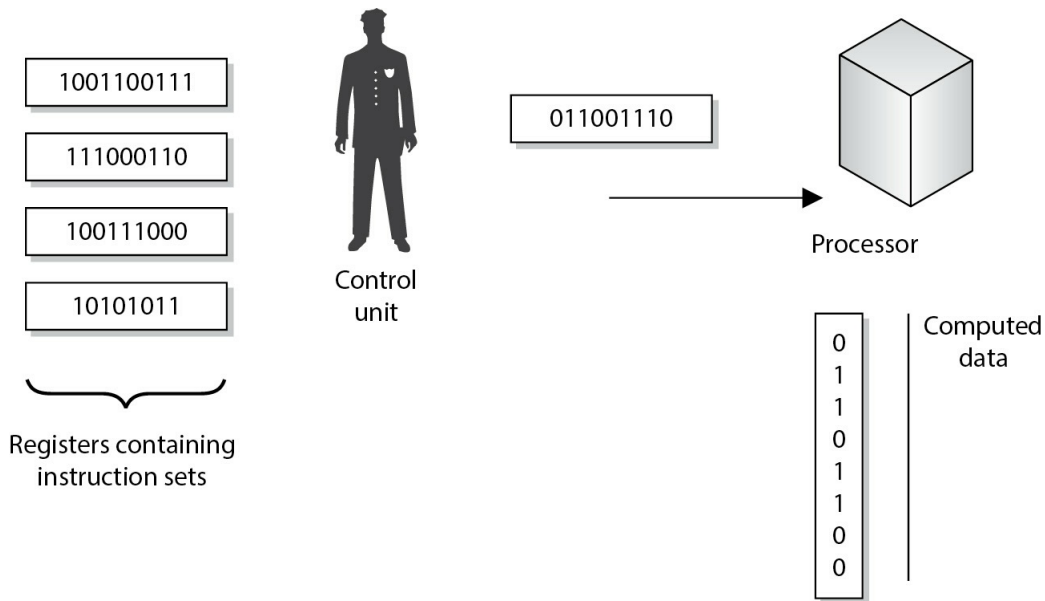 1001100111
111000110
100111000
10101011
Registers containing
instruction sets
Control
unit
011001110
Processor
0
1
1
0
1
1
0
0
Computed
data